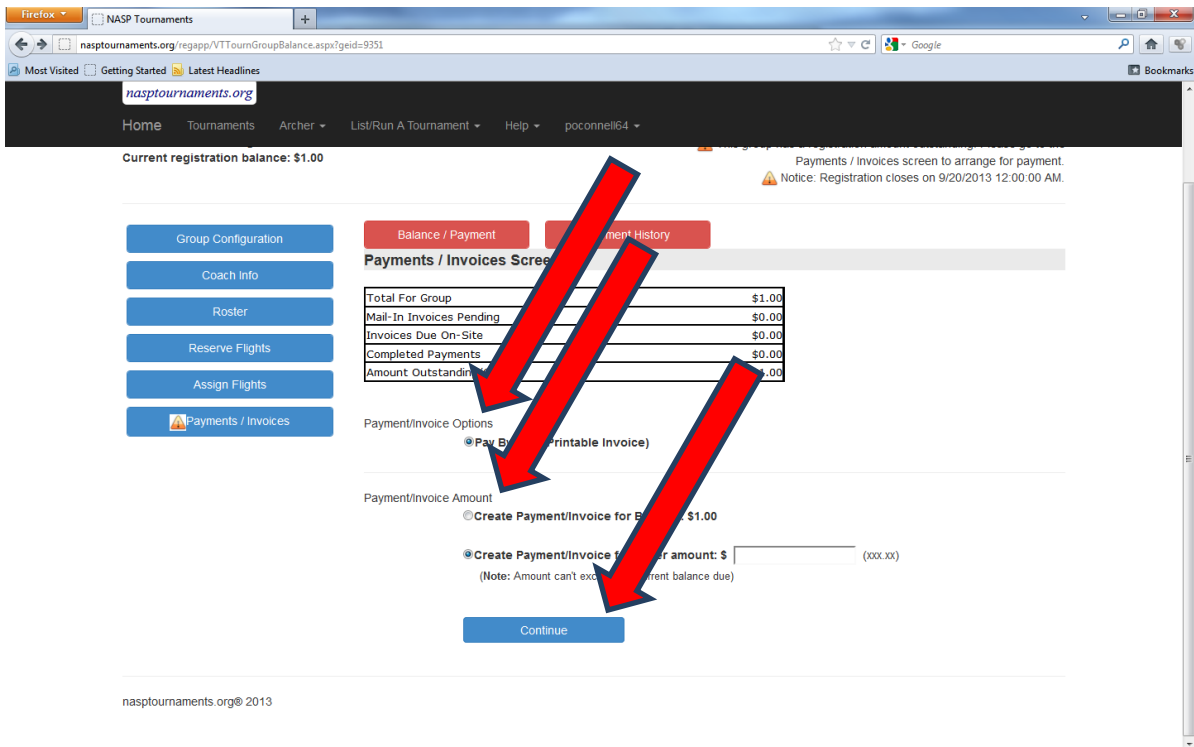 Firefox
NASP Tournaments
nasptournaments.org/regapp/VTTournGroupBalance.aspx?geid=9351
Google
Most Visited Getting Started Latest Headlines Bookmarks
nasptournaments.org
Home Tournaments Archer List/Run A Tournament Help poconnell64
Current registration balance: $1.00
Payments / Invoices screen to arrange for payment.
Notice: Registration closes on 9/20/2013 12:00:00 AM.
Group Configuration
Coach Info
Roster
Reserve Flights
Assign Flights
Payments / Invoices
Balance / Payment History
Payments / Invoices
Total For Group $1.00
Mail-In Invoices Pending $0.00
Invoices Due On-Site $0.00
Completed Payments $0.00
Amount
Payment/Invoice Options
Pay Printable Invoice)
Payment/Invoice Amount
Create Payment/Invoice for $1.00
Create Payment/Invoice amount: $ (xxx.xx)
(Note: Amount can't balance due)
Continue
nasptournaments.org® 2013